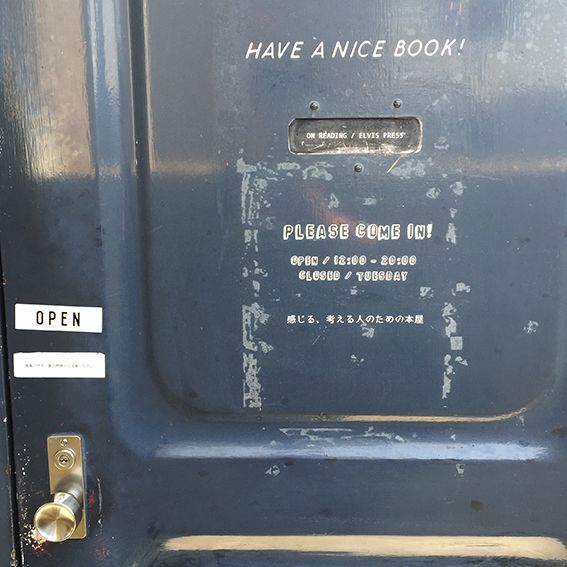 HAVE A NICE BOOK!
ON READING / ELVIS PRESS
PLEASE COME IN!
OPEN / 12:00 - 20:00
CLOSED / TUESDAY
感じる、考える人のための本屋
OPEN